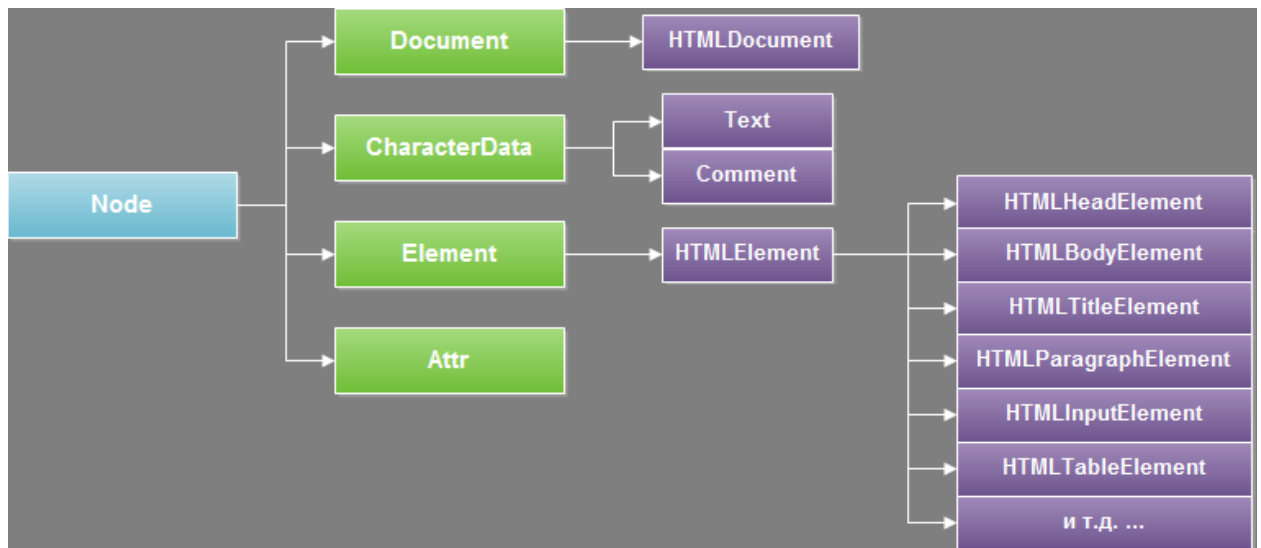 Node
Document
CharacterData
Element
Attr
HTMLDocument
Text
Comment
HTMLElement
HTMLHeadElement
HTMLBodyElement
HTMLTitleElement
HTMLParagraphElement
HTMLInputElement
HTMLTableElement
и т.д. ...